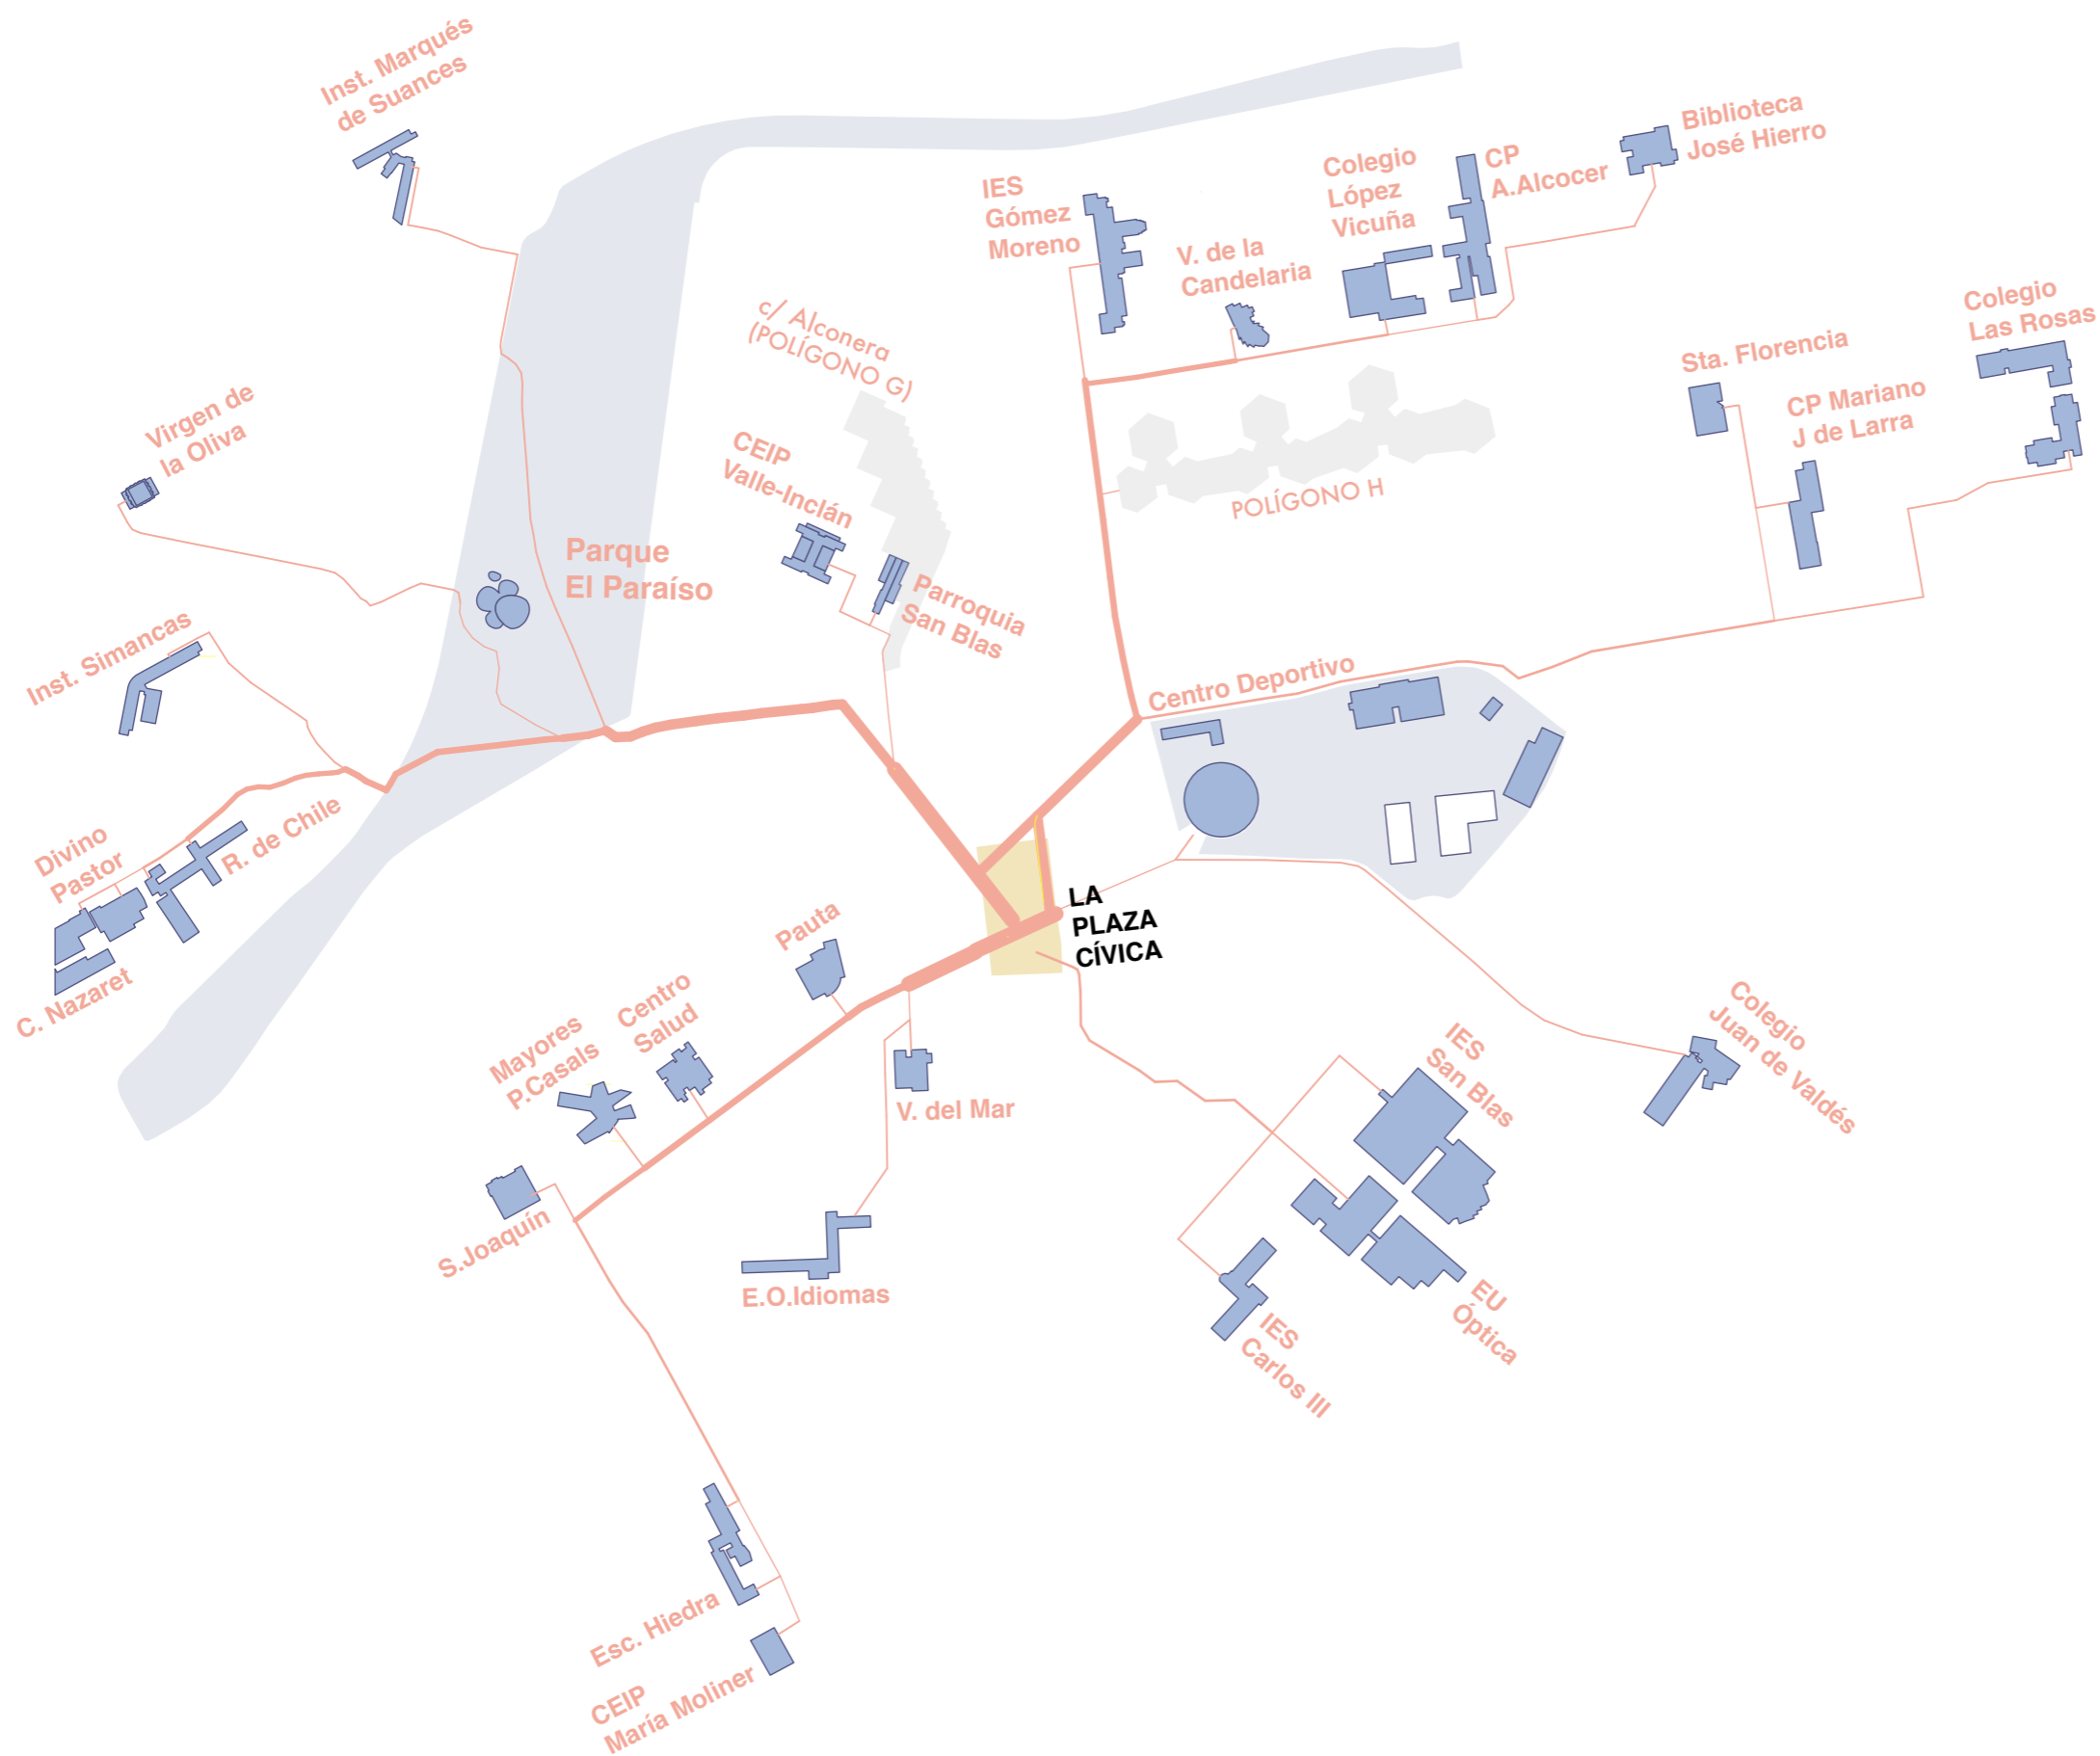 Inst. Marqués
de Suances
Biblioteca
José Hierro
CP
A.Alcocer
Colegio
López
Vicuña
IES
Gómez
Moreno
V. de la
Candelaria
Colegio
Las Rosas
c/ Alconera
(POLÍGONO G)
Sta. Florencia
CP Mariano
J de Larra
Virgen de
la Oliva
CEIP
Valle-Inclán
POLÍGONO H
Parque
El Paraíso
Parroquia
San Blas
Inst. Simancas
Centro Deportivo
Divino
Pastor
R. de Chile
C. Nazaret
LA
PLAZA
CÍVICA
Pauta
Centro
Salud
Mayores
P.Casals
V. del Mar
Colegio
Juan de Valdés
IES
San Blas
S.Joaquín
E.O.Idiomas
EU
Óptica
IES
Carlos III
Esc. Hiedra
CEIP
María Moliner